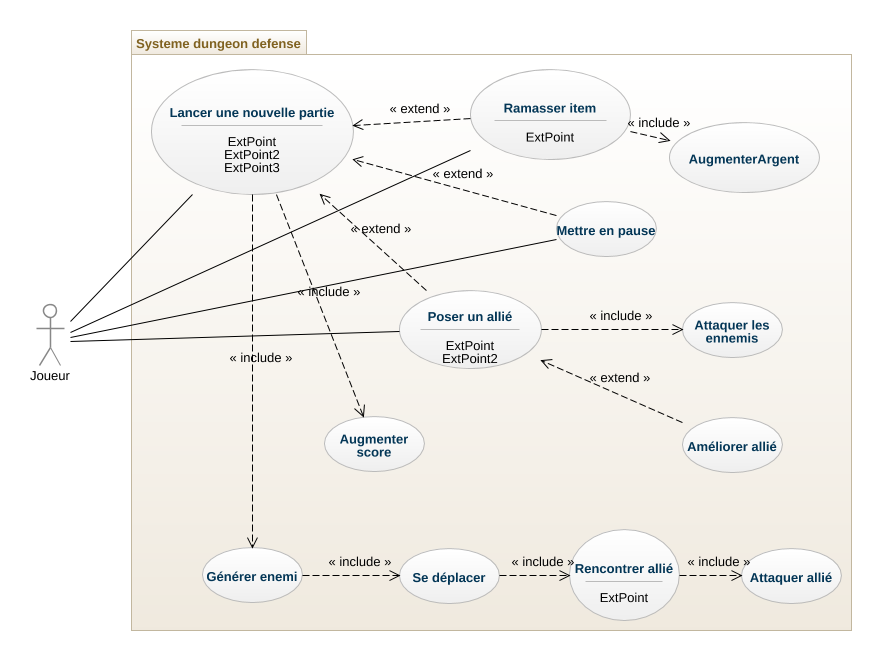 Systeme dungeon defense
Lancer une nouvelle partie
ExtPoint
ExtPoint2
ExtPoint3
« extend »
Ramasser item
ExtPoint
« include »
AugmenterArgent
« extend »
Mettre en pause
« extend »
« include »
Poser un allié
ExtPoint
ExtPoint2
« include »
Attaquer les
ennemis
« include »
Joueur
« extend »
Améliorer allié
Augmenter
score
Générer enemi
« include »
Se déplacer
« include »
Rencontrer allié
ExtPoint
« include »
Attaquer allié